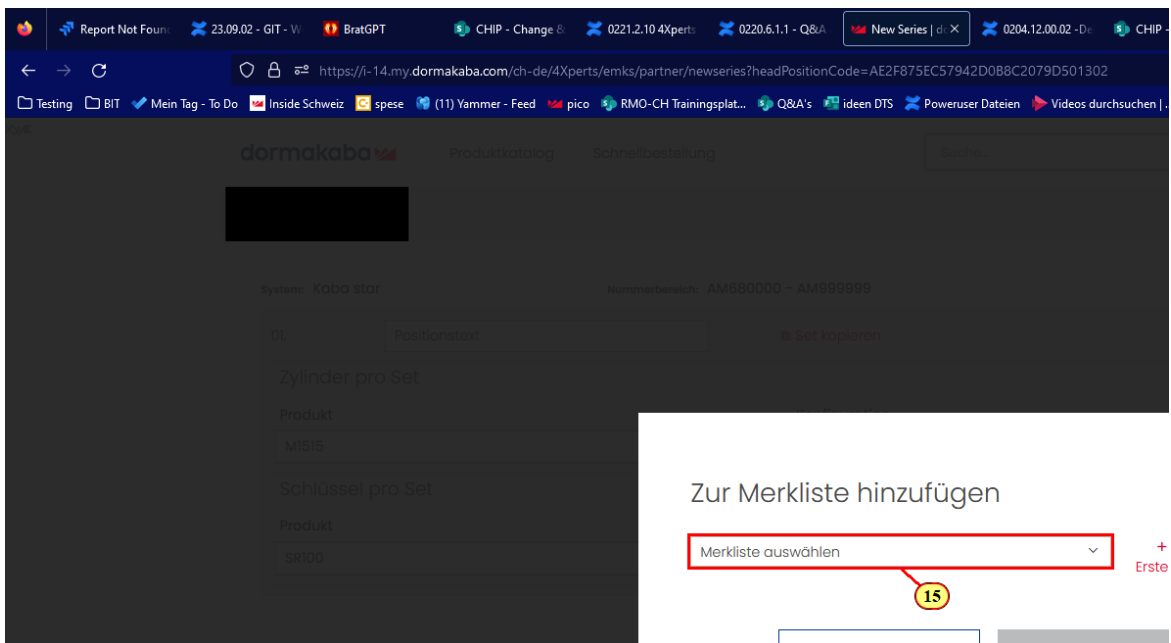 Report Not Foun
23.09.02 - GIT - W
BratGPT
CHIP - Change &
0221.2.10 4Xperts
0220.6.1.1 - Q&A
New Series | do
0204.12.00.02 - De
CHIP -
https://i-14.my.dormakaba.com/ch-de/4Xperts/emks/partner/newseries?headPositionCode=AE2F875EC57942D0B8C2079D501302
Testing
BIT
Mein Tag - To Do
Inside Schweiz
spese
(11) Yammer - Feed
pico
RMO-CH Trainingsplat...
Q&A's
ideen DTS
Poweruser Dateien
Videos durchsuchen | ...
dormakaba
Produktkatalog
Schnellbestellung
Suche...
System: Kaba star
Nummernbereich: AM680000 - AM999999
01
Positionstext
Set kopieren
Zylinder pro Set
Produkt
M1515
Schlüssel pro Set
Produkt
SR100
Zur Merkliste hinzufügen
Merkliste auswählen
+
Erste
15